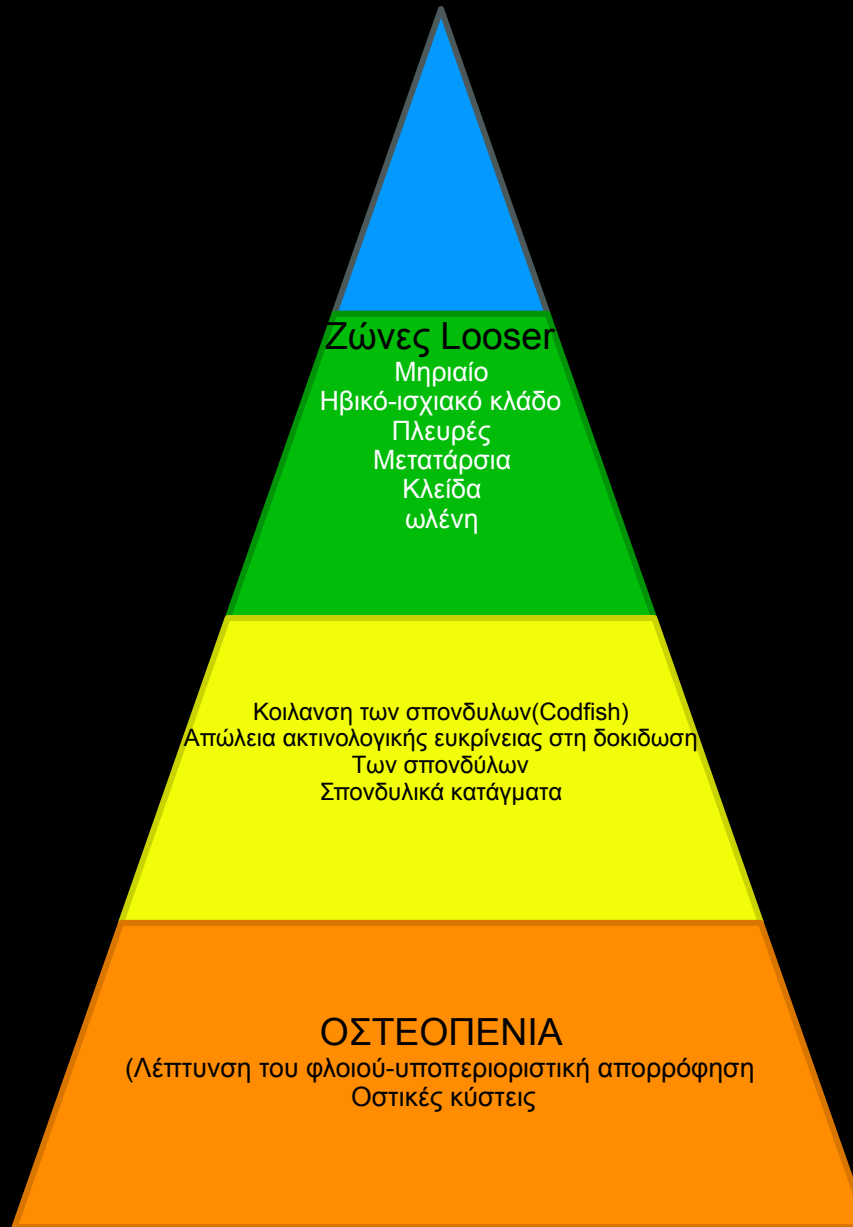 Ζώνες Looser
Μηριαίο
Ηβικό-ισχιακό κλάδο
Πλευρές
Μετατάρσια
Κλείδα
ωλένη
Κοιλανση των σπονδυλων(Codfish)
Απώλεια ακτινολογικής ευκρίνειας στη δοκιδωση
Των σπονδύλων
Σπονδυλικά κατάγματα
ΟΣΤΕΟΠΕΝΙΑ
(Λέπτυνση του φλοιού-υποπεριοριστική απορρόφηση
Οστικές κύστεις